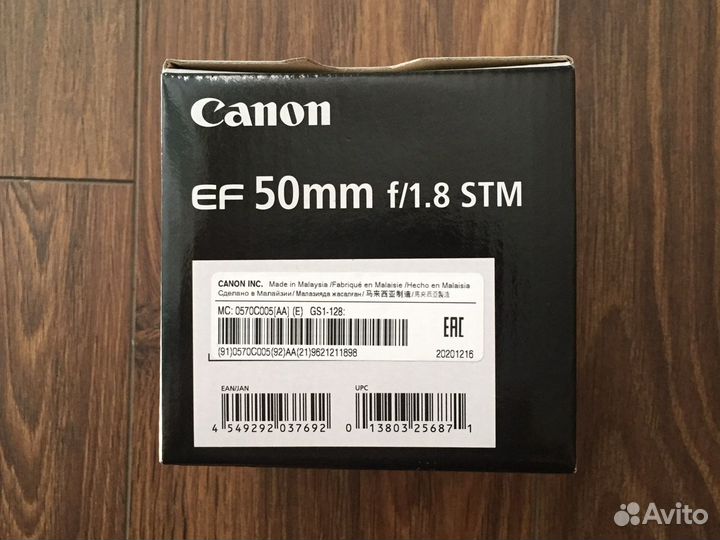 Canon
EF 50mm f/1.8 STM
CANON INC. Made in Malaysia /Fabriqué en Malaisie /Hecho en Malaisia
Сделано в Малайзии/ Малазияда жасалған/ 马来西亚制造/馬來西亞製造
MC: 0570C005[AA] (E) GS1-128:
EAC
(91)0570C005(92)AA(21)9621211898
20201216
EAN/JAN
UPC
4 549292 037692
0 13803 25687 1
Avito